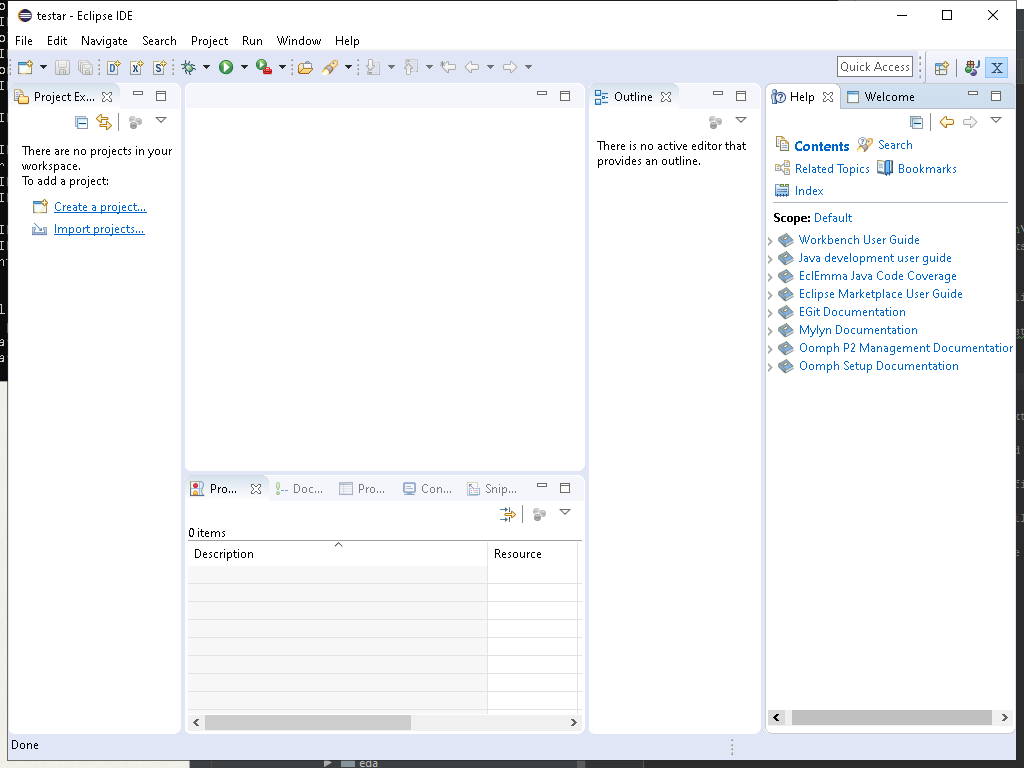 testar - Eclipse IDE
File Edit Navigate Search Project Run Window Help
Quick Access
Project Ex...
There are no projects in your
workspace.
To add a project:
Create a project...
Import projects...
Outline
There is no active editor that
provides an outline.
Help
Welcome
Contents
Search
Related Topics
Bookmarks
Index
Scope: Default
Workbench User Guide
Java development user guide
EclEmma Java Code Coverage
Eclipse Marketplace User Guide
EGit Documentation
Mylyn Documentation
Oomph P2 Management Documentation
Oomph Setup Documentation
Pro...
Doc...
Pro...
Con...
Snip...
0 items
Description
Resource
Done
eda